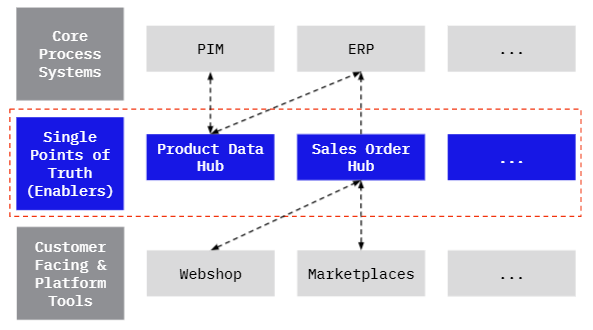 Core
Process
Systems
PIM
ERP
...
Single
Points of
Truth
(Enablers)
Product Data
Hub
Sales Order
Hub
...
Customer
Facing &
Platform
Tools
Webshop
Marketplaces
...